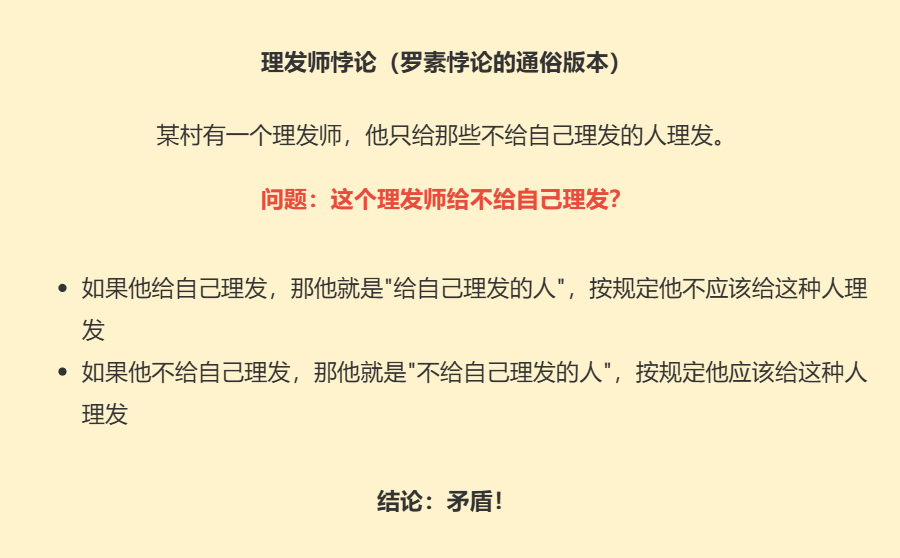 理发师悖论（罗素悖论的通俗版本）
某村有一个理发师，他只给那些不给自己理发的人理发。
问题：这个理发师给不给自己理发？
• 如果他给自己理发，那他就是"给自己理发的人"，按规定他不应该给这种人理
发
• 如果他不给自己理发，那他就是"不给自己理发的人"，按规定他应该给这种人
理发
结论：矛盾！